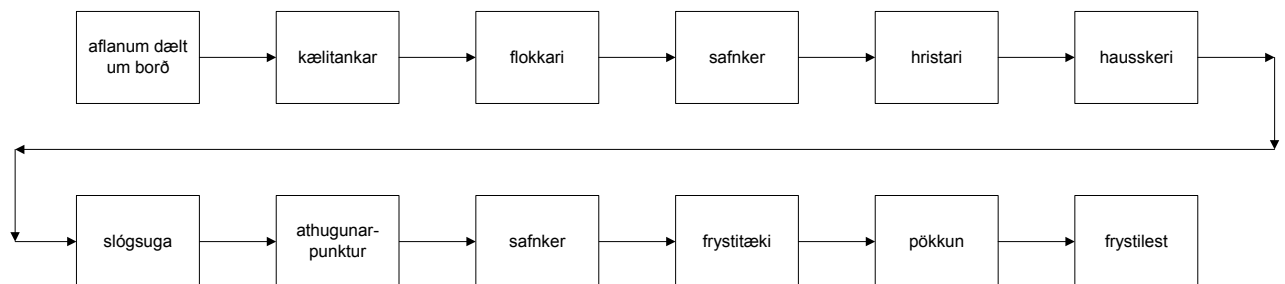 aflanum dælt
um borð
kælitankar
flokkari
safnker
hristari
hausskeri
slógsuga
athugunar-
punktur
safnker
frystitæki
pökkun
frystilest